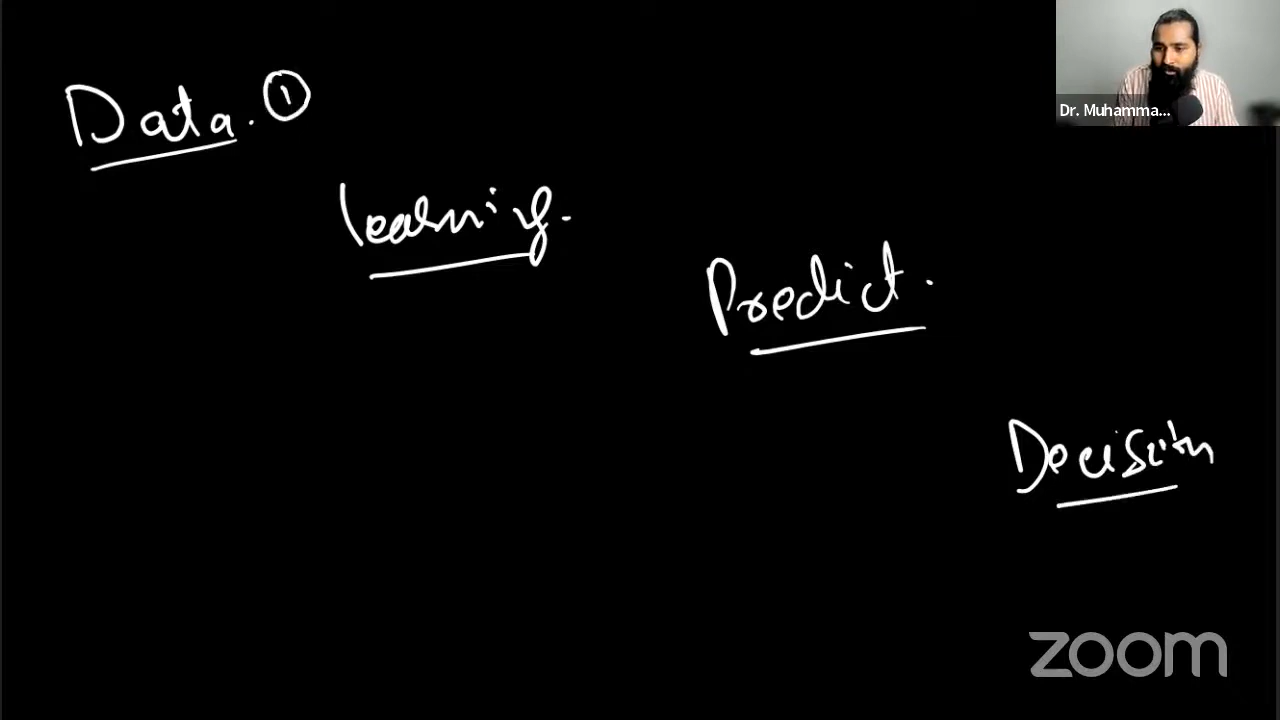 Data. ①
Dr. Muhamma...
learning.
Predict.
Decision
zoom